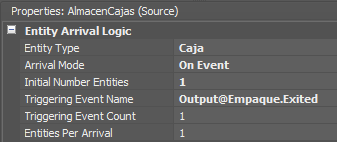 Properties: AlmacenCajas (Source)
Entity Arrival Logic
Entity Type Caja
Arrival Mode On Event
Initial Number Entities 1
Triggering Event Name Output@Empaque.Exited
Triggering Event Count 1
Entities Per Arrival 1